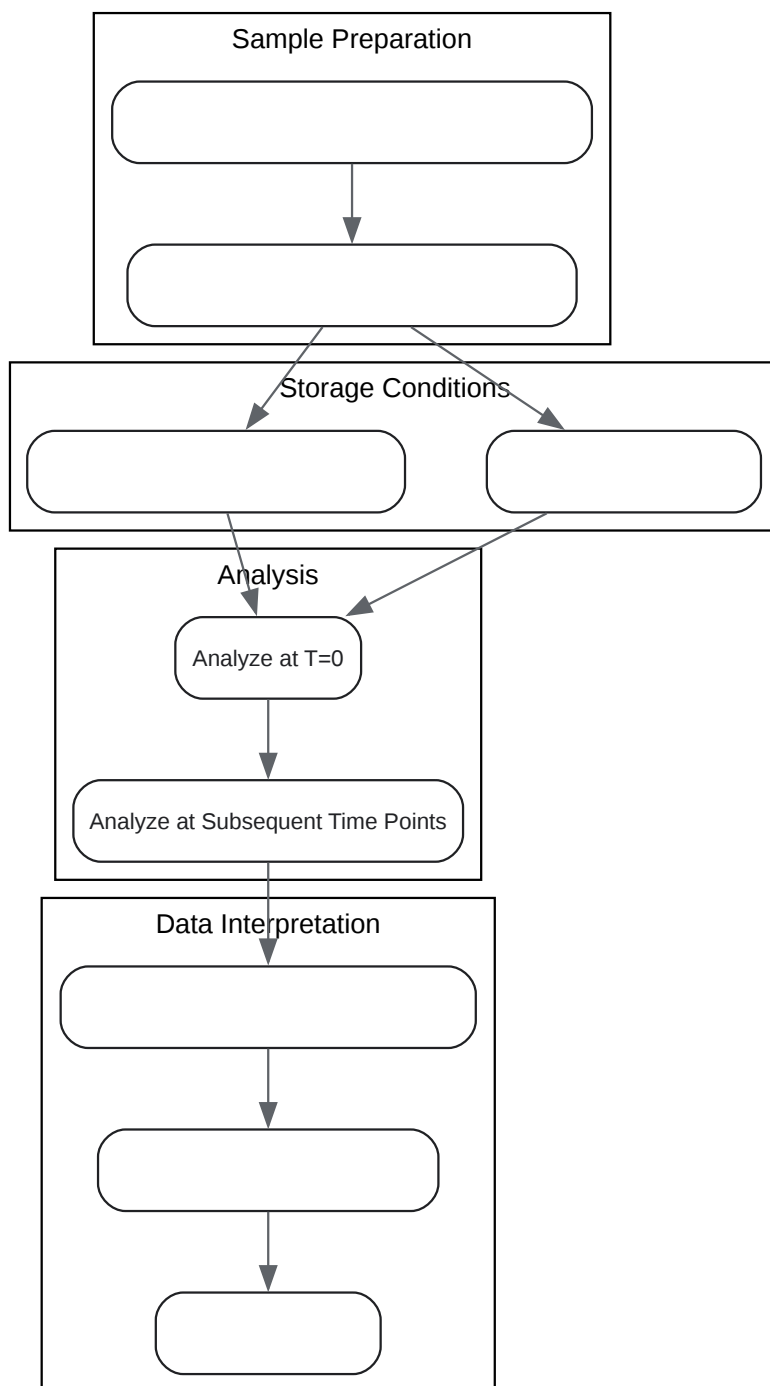 Sample Preparation
Storage Conditions
Analysis
Analyze at T=0
Analyze at Subsequent Time Points
Data Interpretation